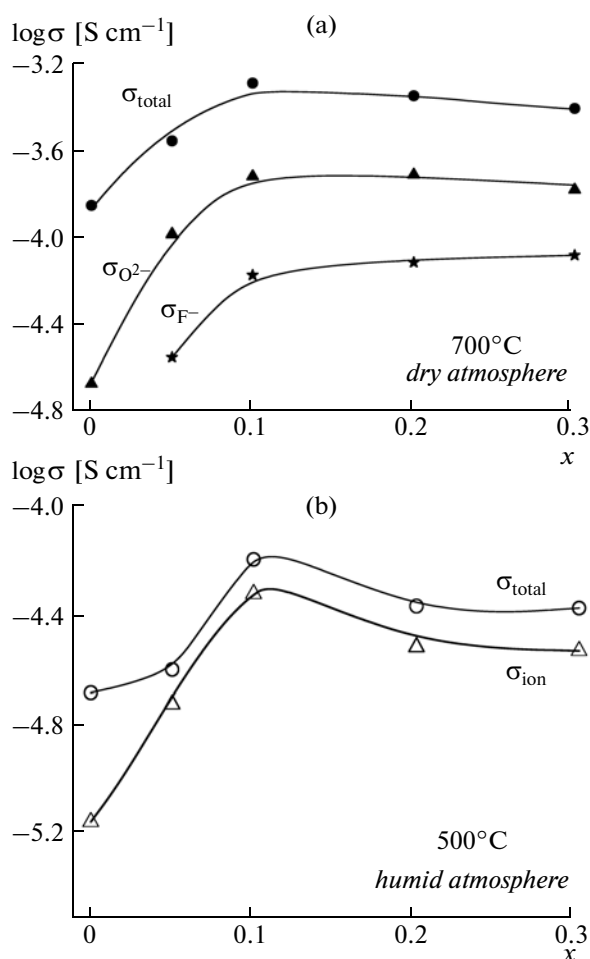 log σ [S cm⁻¹]
(a)
−3.2
σtotal
−3.6
−4.0
σO²⁻
σF⁻
−4.4
700°C
dry atmosphere
−4.8
0 0.1 0.2 0.3
x
log σ [S cm⁻¹]
(b)
−4.0
σtotal
−4.4
σion
−4.8
−5.2
500°C
humid atmosphere
0 0.1 0.2 0.3
x